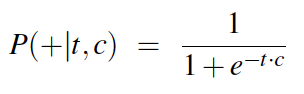 P(+|t,c) = 1 / (1 + e^{−t·c})